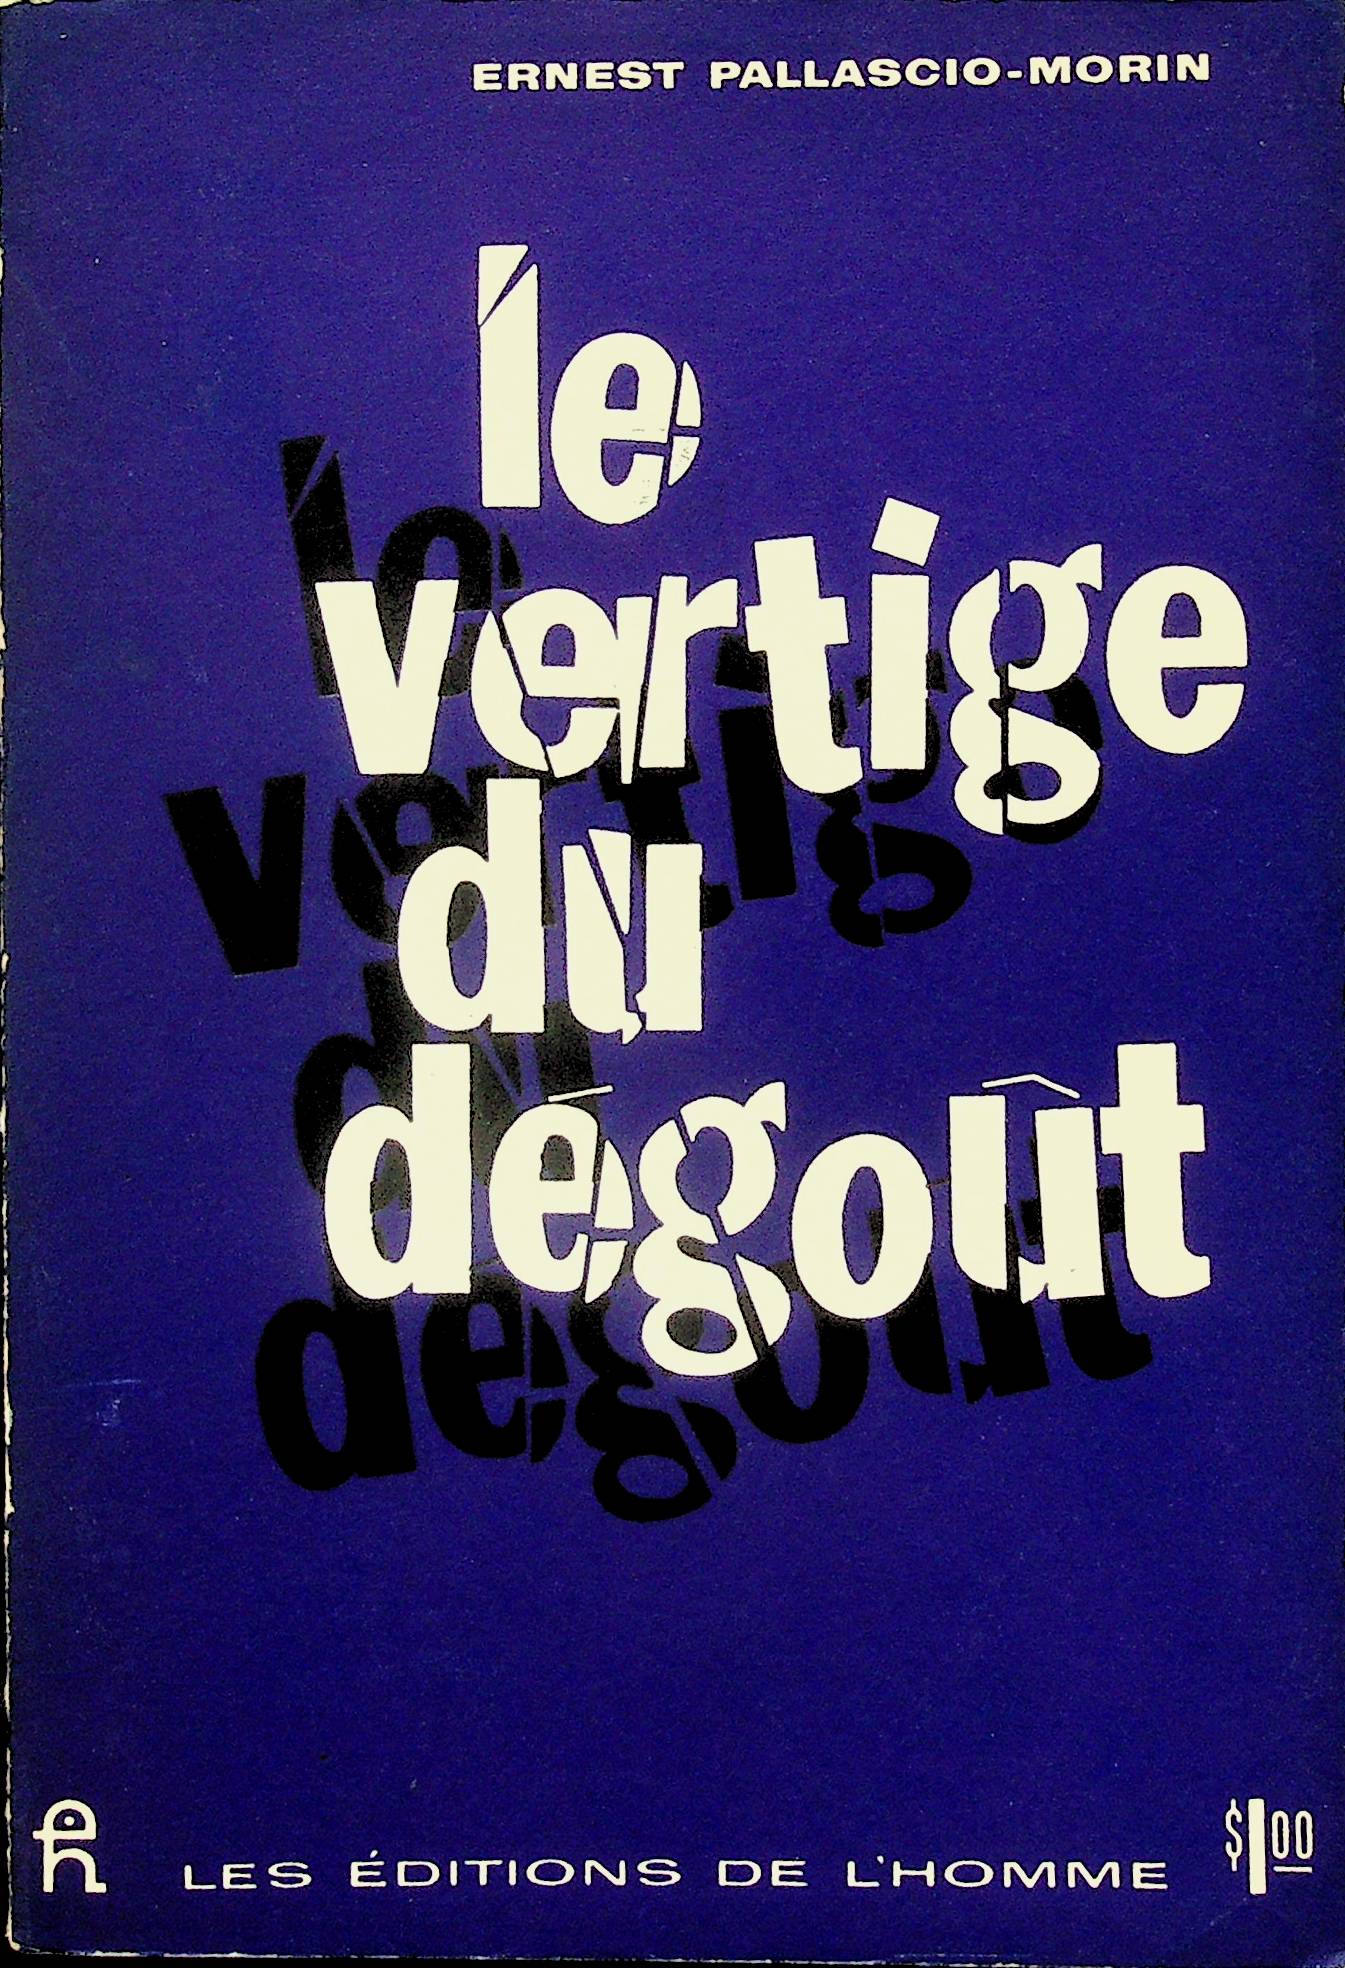 ERNEST PALLASCIO-MORIN
le
vertige
du
dégoût
LES ÉDITIONS DE L'HOMME
$1.00